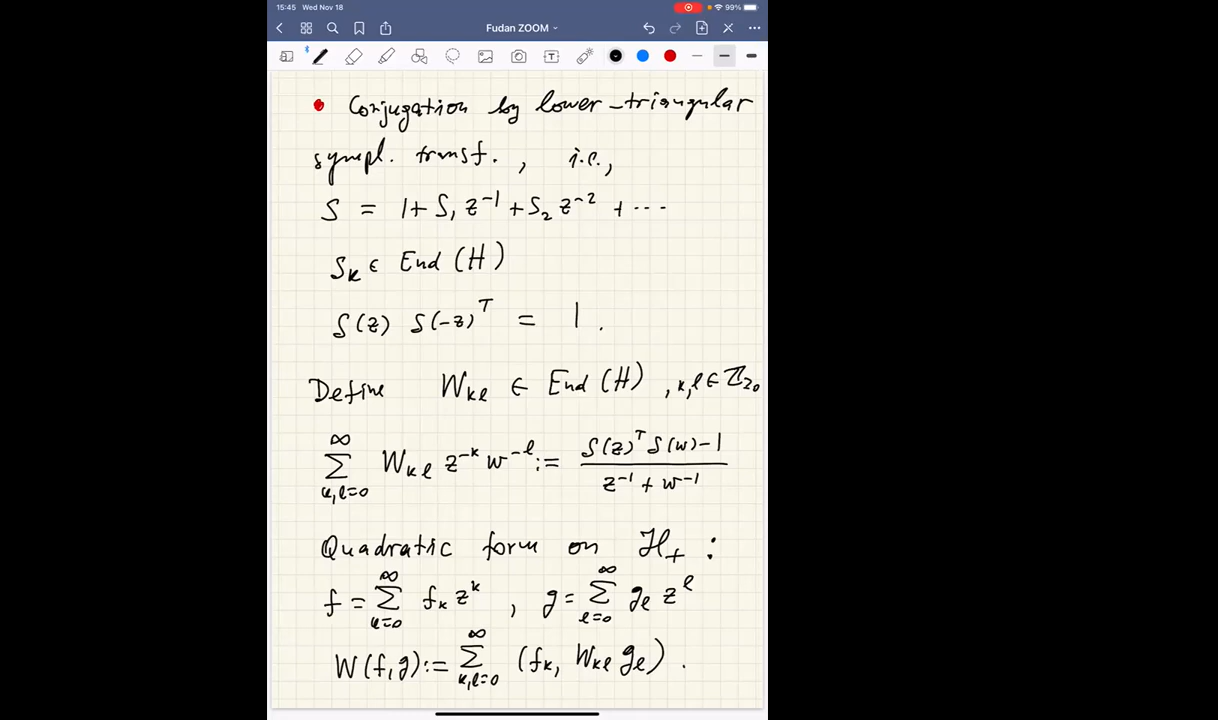 15:45 Wed Nov 18
99%
Fudan ZOOM
• Conjugation by lower-triangular
sympl. transf., i.e.,
S = 1 + S₁ z⁻¹ + S₂ z⁻² + ⋯
Sₖ ∈ End (H)
S(z) S(-z)ᵀ = 1.
Define Wₖₗ ∈ End (H), k,l ∈ ℤ≥0
∑_{k,l=0}^{∞} Wₖₗ z⁻ᵏ w⁻ˡ := (S(z)ᵀ S(w) - 1) / (z⁻¹ + w⁻¹)
Quadratic form on ℋ₊ :
f = ∑_{k=0}^{∞} fₖ zᵏ , g = ∑_{l=0}^{∞} gₗ zˡ
W(f,g) := ∑_{k,l=0}^{∞} (fₖ, Wₖₗ gₗ) .